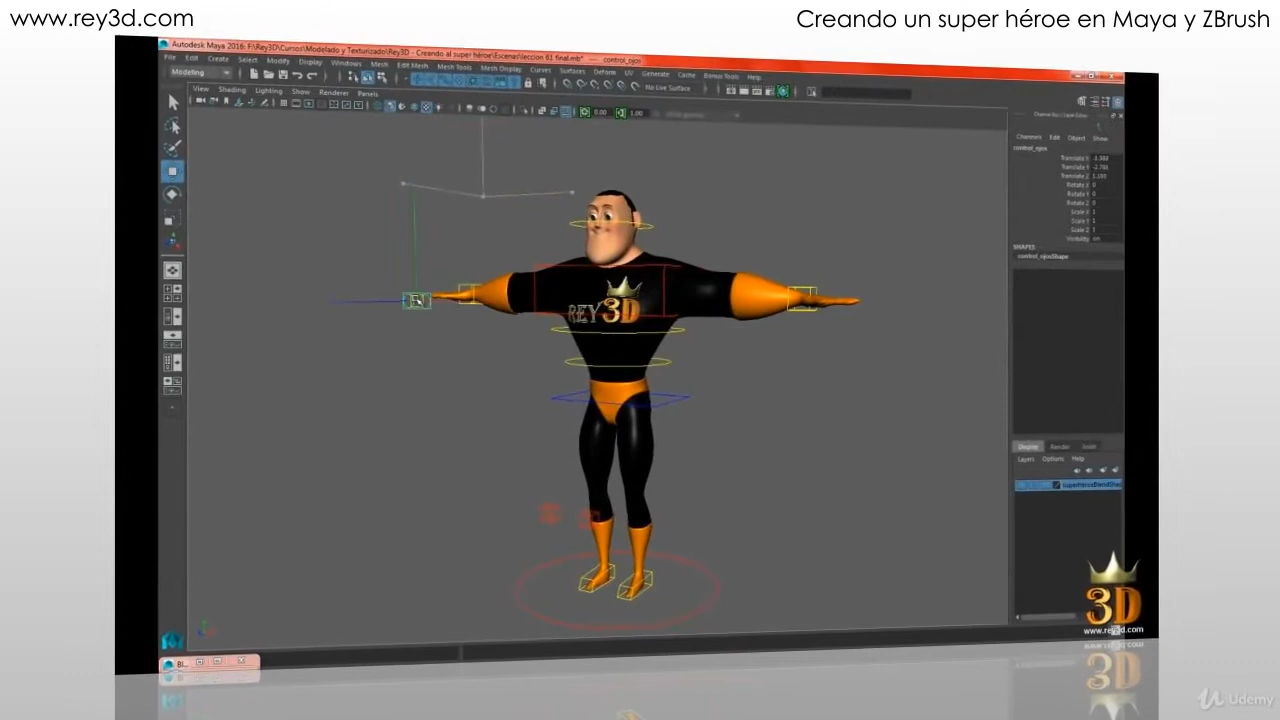 www.rey3d.com
Creando un super héroe en Maya y ZBrush
Autodesk Maya 2016: F:\Rey3D\Cursos\Modelado y Texturizado\Rey3D - Creando al super héroe\Escenas\leccion 61 final.mb* --- control_ojos
File Edit Create Select Modify Display Windows Mesh Edit Mesh Mesh Tools Mesh Display Curves Surfaces Deform UV Generate Cache Bonus Tools Help
Modeling
No Live Surface
View Shading Lighting Show Renderer Panels
0.00
1.00
Channels Edit Object Show
control_ojos
Translate Y
Translate Z
Rotate X 0
Rotate Y 0
Rotate Z 0
Scale X 1
Scale Y 1
Scale Z 1
Visibility on
SHAPES
control_ojosShape
REY3D
Display Render
Layers Options Help
3D
www.rey3d.com
Udemy